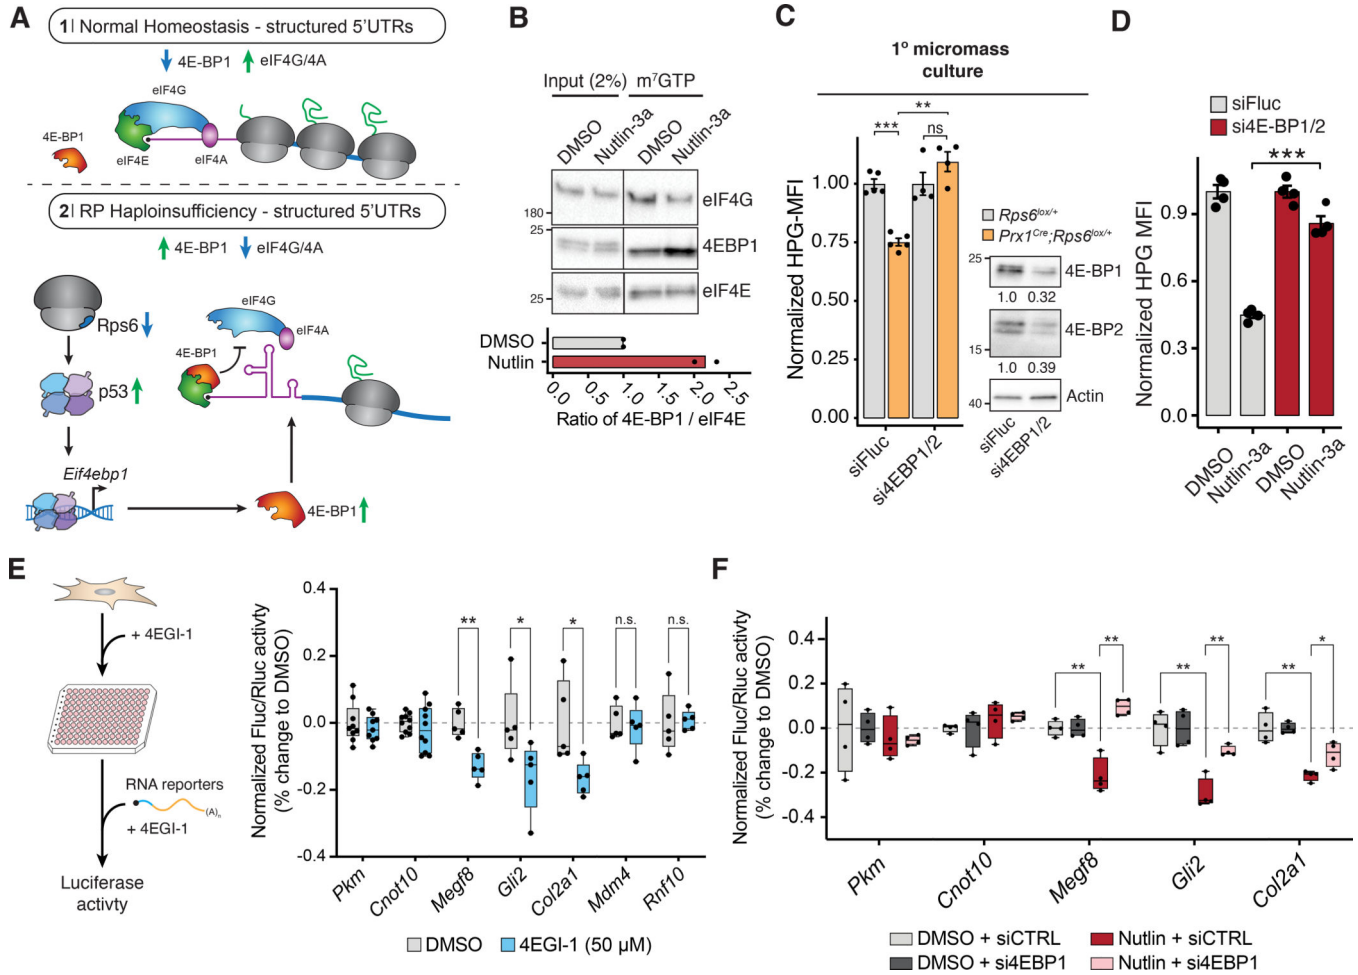 A
1| Normal Homeostasis - structured 5'UTRs
4E-BP1 eIF4G/4A
eIF4G
4E-BP1
eIF4E
eIF4A
2| RP Haploinsufficiency - structured 5'UTRs
4E-BP1 eIF4G/4A
eIF4G
eIF4A
Rps6
4E-BP1
p53
Eif4ebp1
4E-BP1
B
Input (2%) m⁷GTP
DMSO
Nutlin-3a
DMSO
Nutlin-3a
eIF4G
180
25
4EBP1
eIF4E
25
DMSO
Nutlin
0.0 0.5 1.0 1.5 2.0 2.5
Ratio of 4E-BP1 / eIF4E
C
1º micromass
culture
**
***
ns
Normalized HPG-MFI
1.00
0.75
0.50
0.25
0.00
siFluc
si4EBP1/2
Rps6lox/+
Prx1Cre;Rps6lox/+
25
4E-BP1
1.0 0.32
4E-BP2
15
1.0 0.39
40
Actin
siFluc
si4EBP1/2
D
siFluc
si4E-BP1/2
***
Normalized HPG MFI
0.9
0.6
0.3
0.0
DMSO
Nutlin-3a
DMSO
Nutlin-3a
E
+ 4EGI-1
RNA reporters
(A)n
+ 4EGI-1
Luciferase
activty
Normalized Fluc/Rluc activty
(% change to DMSO)
0.4
0.2
0.0
-0.2
-0.4
** * * n.s. n.s.
Pkm
Cnot10
Megf8
Gli2
Col2a1
Mdm4
Rnf10
DMSO 4EGI-1 (50 µM)
F
Normalized Fluc/Rluc activty
(% change to DMSO)
0.4
0.2
0.0
-0.2
-0.4
** ** ** ** ** *
Pkm
Cnot10
Megf8
Gli2
Col2a1
DMSO + siCTRL Nutlin + siCTRL
DMSO + si4EBP1 Nutlin + si4EBP1